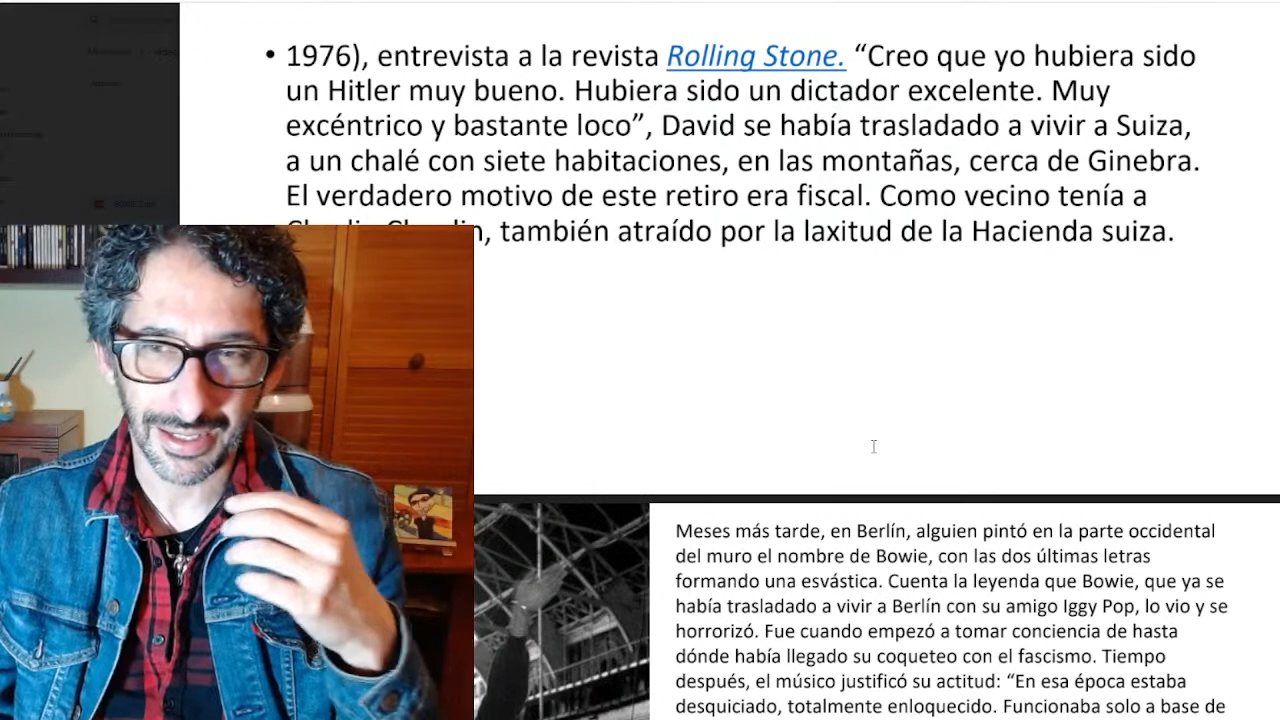 • 1976), entrevista a la revista Rolling Stone. “Creo que yo hubiera sido
un Hitler muy bueno. Hubiera sido un dictador excelente. Muy
excéntrico y bastante loco”, David se había trasladado a vivir a Suiza,
a un chalé con siete habitaciones, en las montañas, cerca de Ginebra.
El verdadero motivo de este retiro era fiscal. Como vecino tenía a
también atraído por la laxitud de la Hacienda suiza.
Meses más tarde, en Berlín, alguien pintó en la parte occidental
del muro el nombre de Bowie, con las dos últimas letras
formando una esvástica. Cuenta la leyenda que Bowie, que ya se
había trasladado a vivir a Berlín con su amigo Iggy Pop, lo vio y se
horrorizó. Fue cuando empezó a tomar conciencia de hasta
dónde había llegado su coqueteo con el fascismo. Tiempo
después, el músico justificó su actitud: “En esa época estaba
desquiciado, totalmente enloquecido. Funcionaba solo a base de